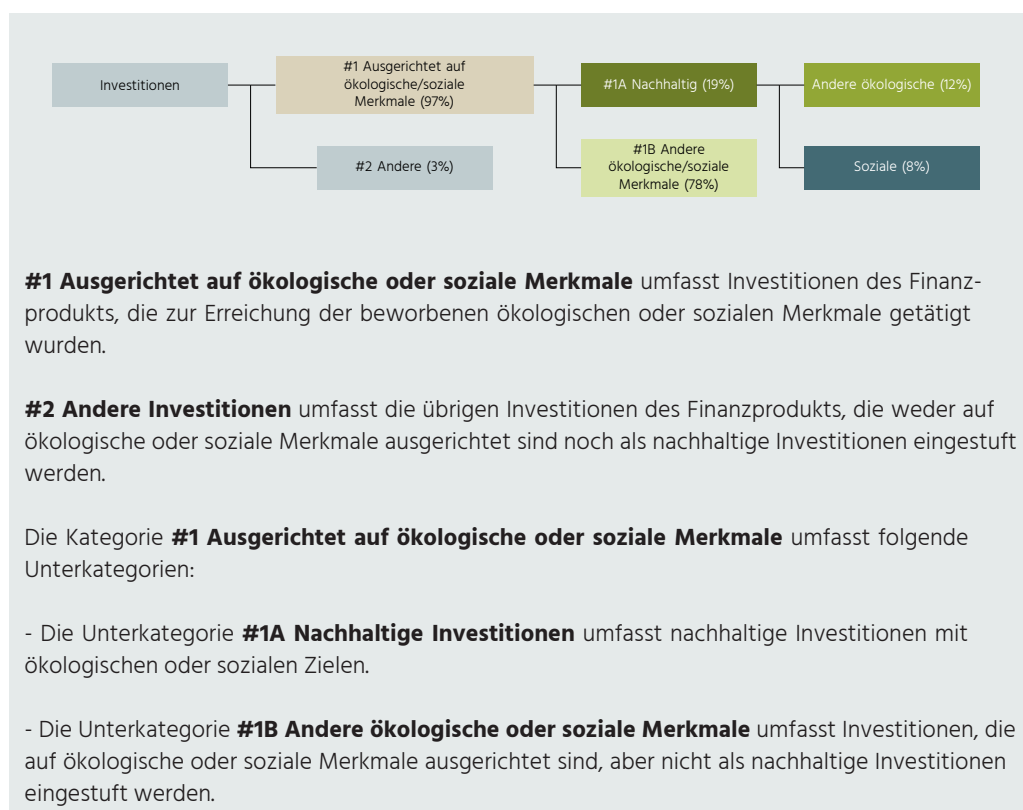 Investitionen
#1 Ausgerichtet auf
ökologische/soziale
Merkmale (97%)
#1A Nachhaltig (19%)
Andere ökologische (12%)
#2 Andere (3%)
#1B Andere
ökologische/soziale
Merkmale (78%)
Soziale (8%)
#1 Ausgerichtet auf ökologische oder soziale Merkmale umfasst Investitionen des Finanz-
produkts, die zur Erreichung der beworbenen ökologischen oder sozialen Merkmale getätigt
wurden.
#2 Andere Investitionen umfasst die übrigen Investitionen des Finanzprodukts, die weder auf
ökologische oder soziale Merkmale ausgerichtet sind noch als nachhaltige Investitionen eingestuft
werden.
Die Kategorie #1 Ausgerichtet auf ökologische oder soziale Merkmale umfasst folgende
Unterkategorien:
- Die Unterkategorie #1A Nachhaltige Investitionen umfasst nachhaltige Investitionen mit
ökologischen oder sozialen Zielen.
- Die Unterkategorie #1B Andere ökologische oder soziale Merkmale umfasst Investitionen, die
auf ökologische oder soziale Merkmale ausgerichtet sind, aber nicht als nachhaltige Investitionen
eingestuft werden.